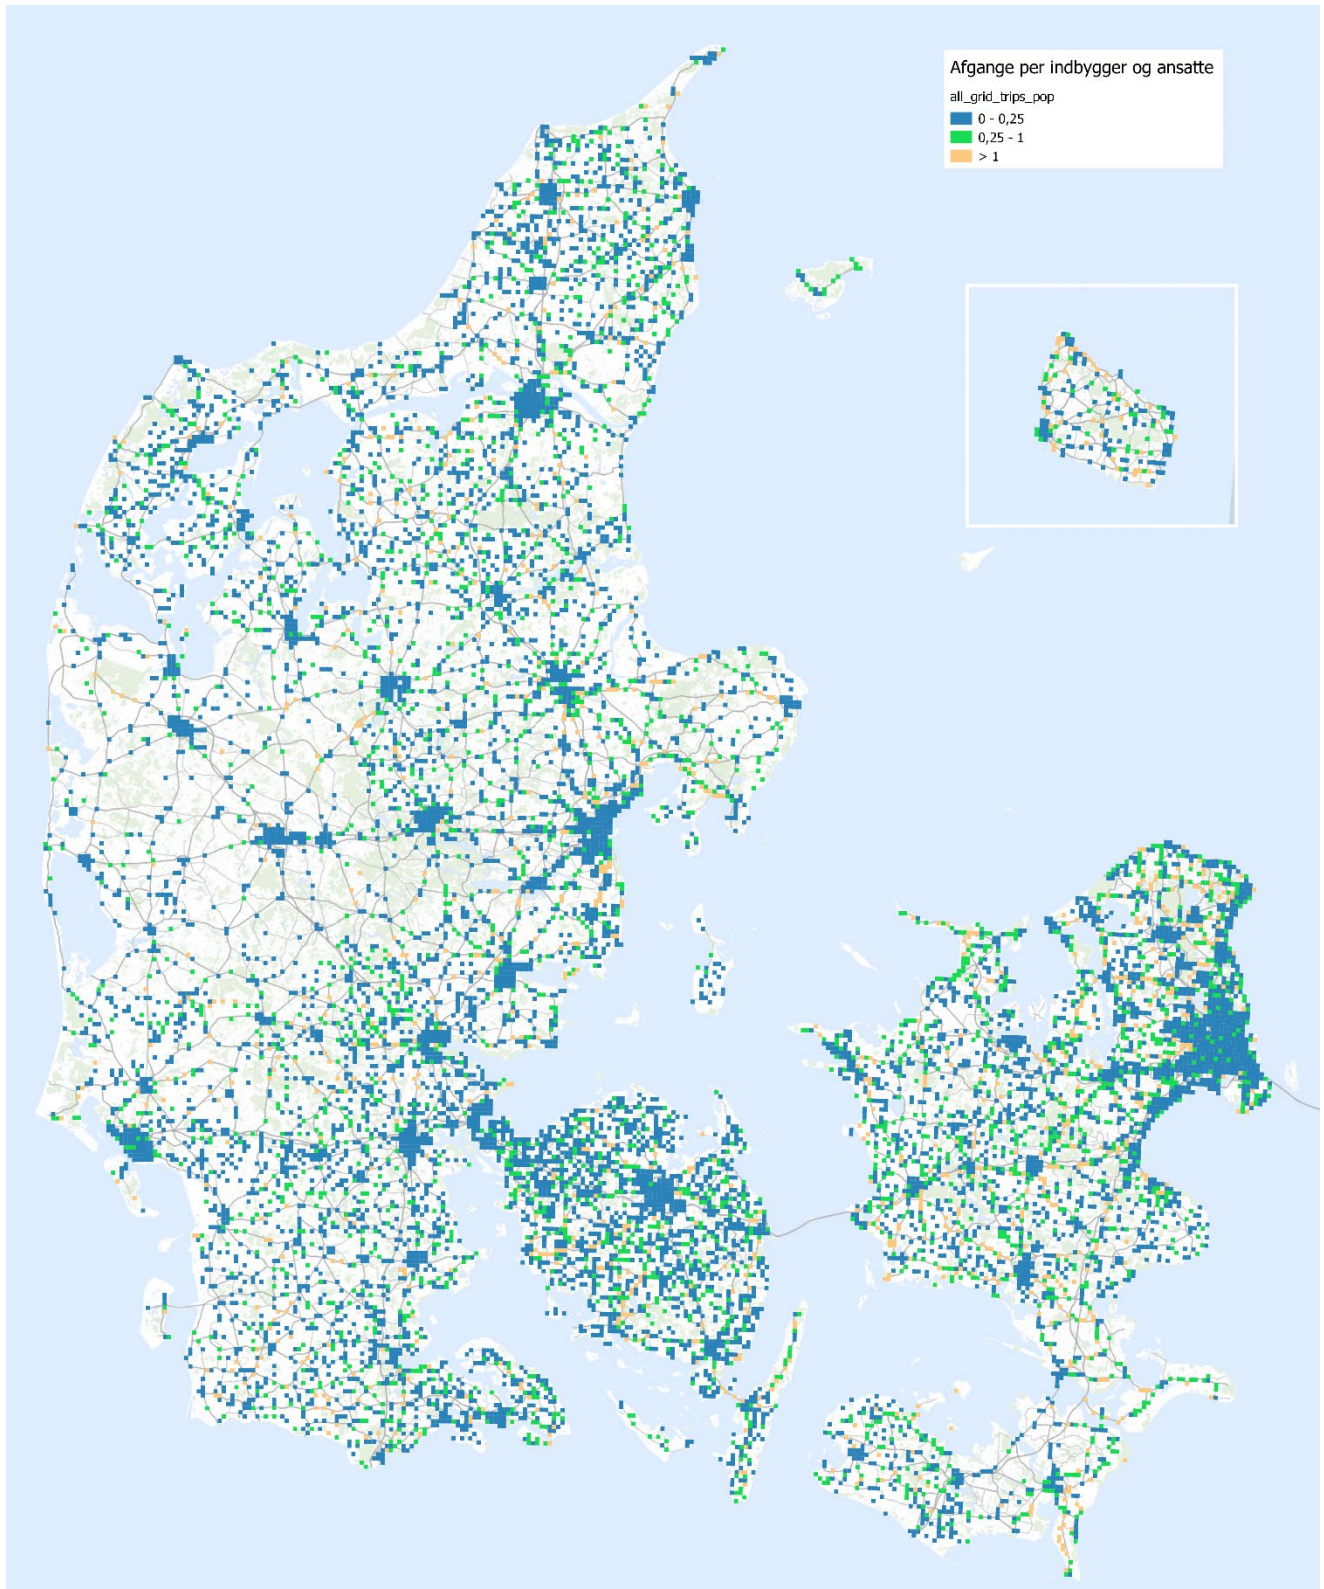 Afgange per indbygger og ansatte
all_grid_trips_pop
0 - 0,25
0,25 - 1
> 1